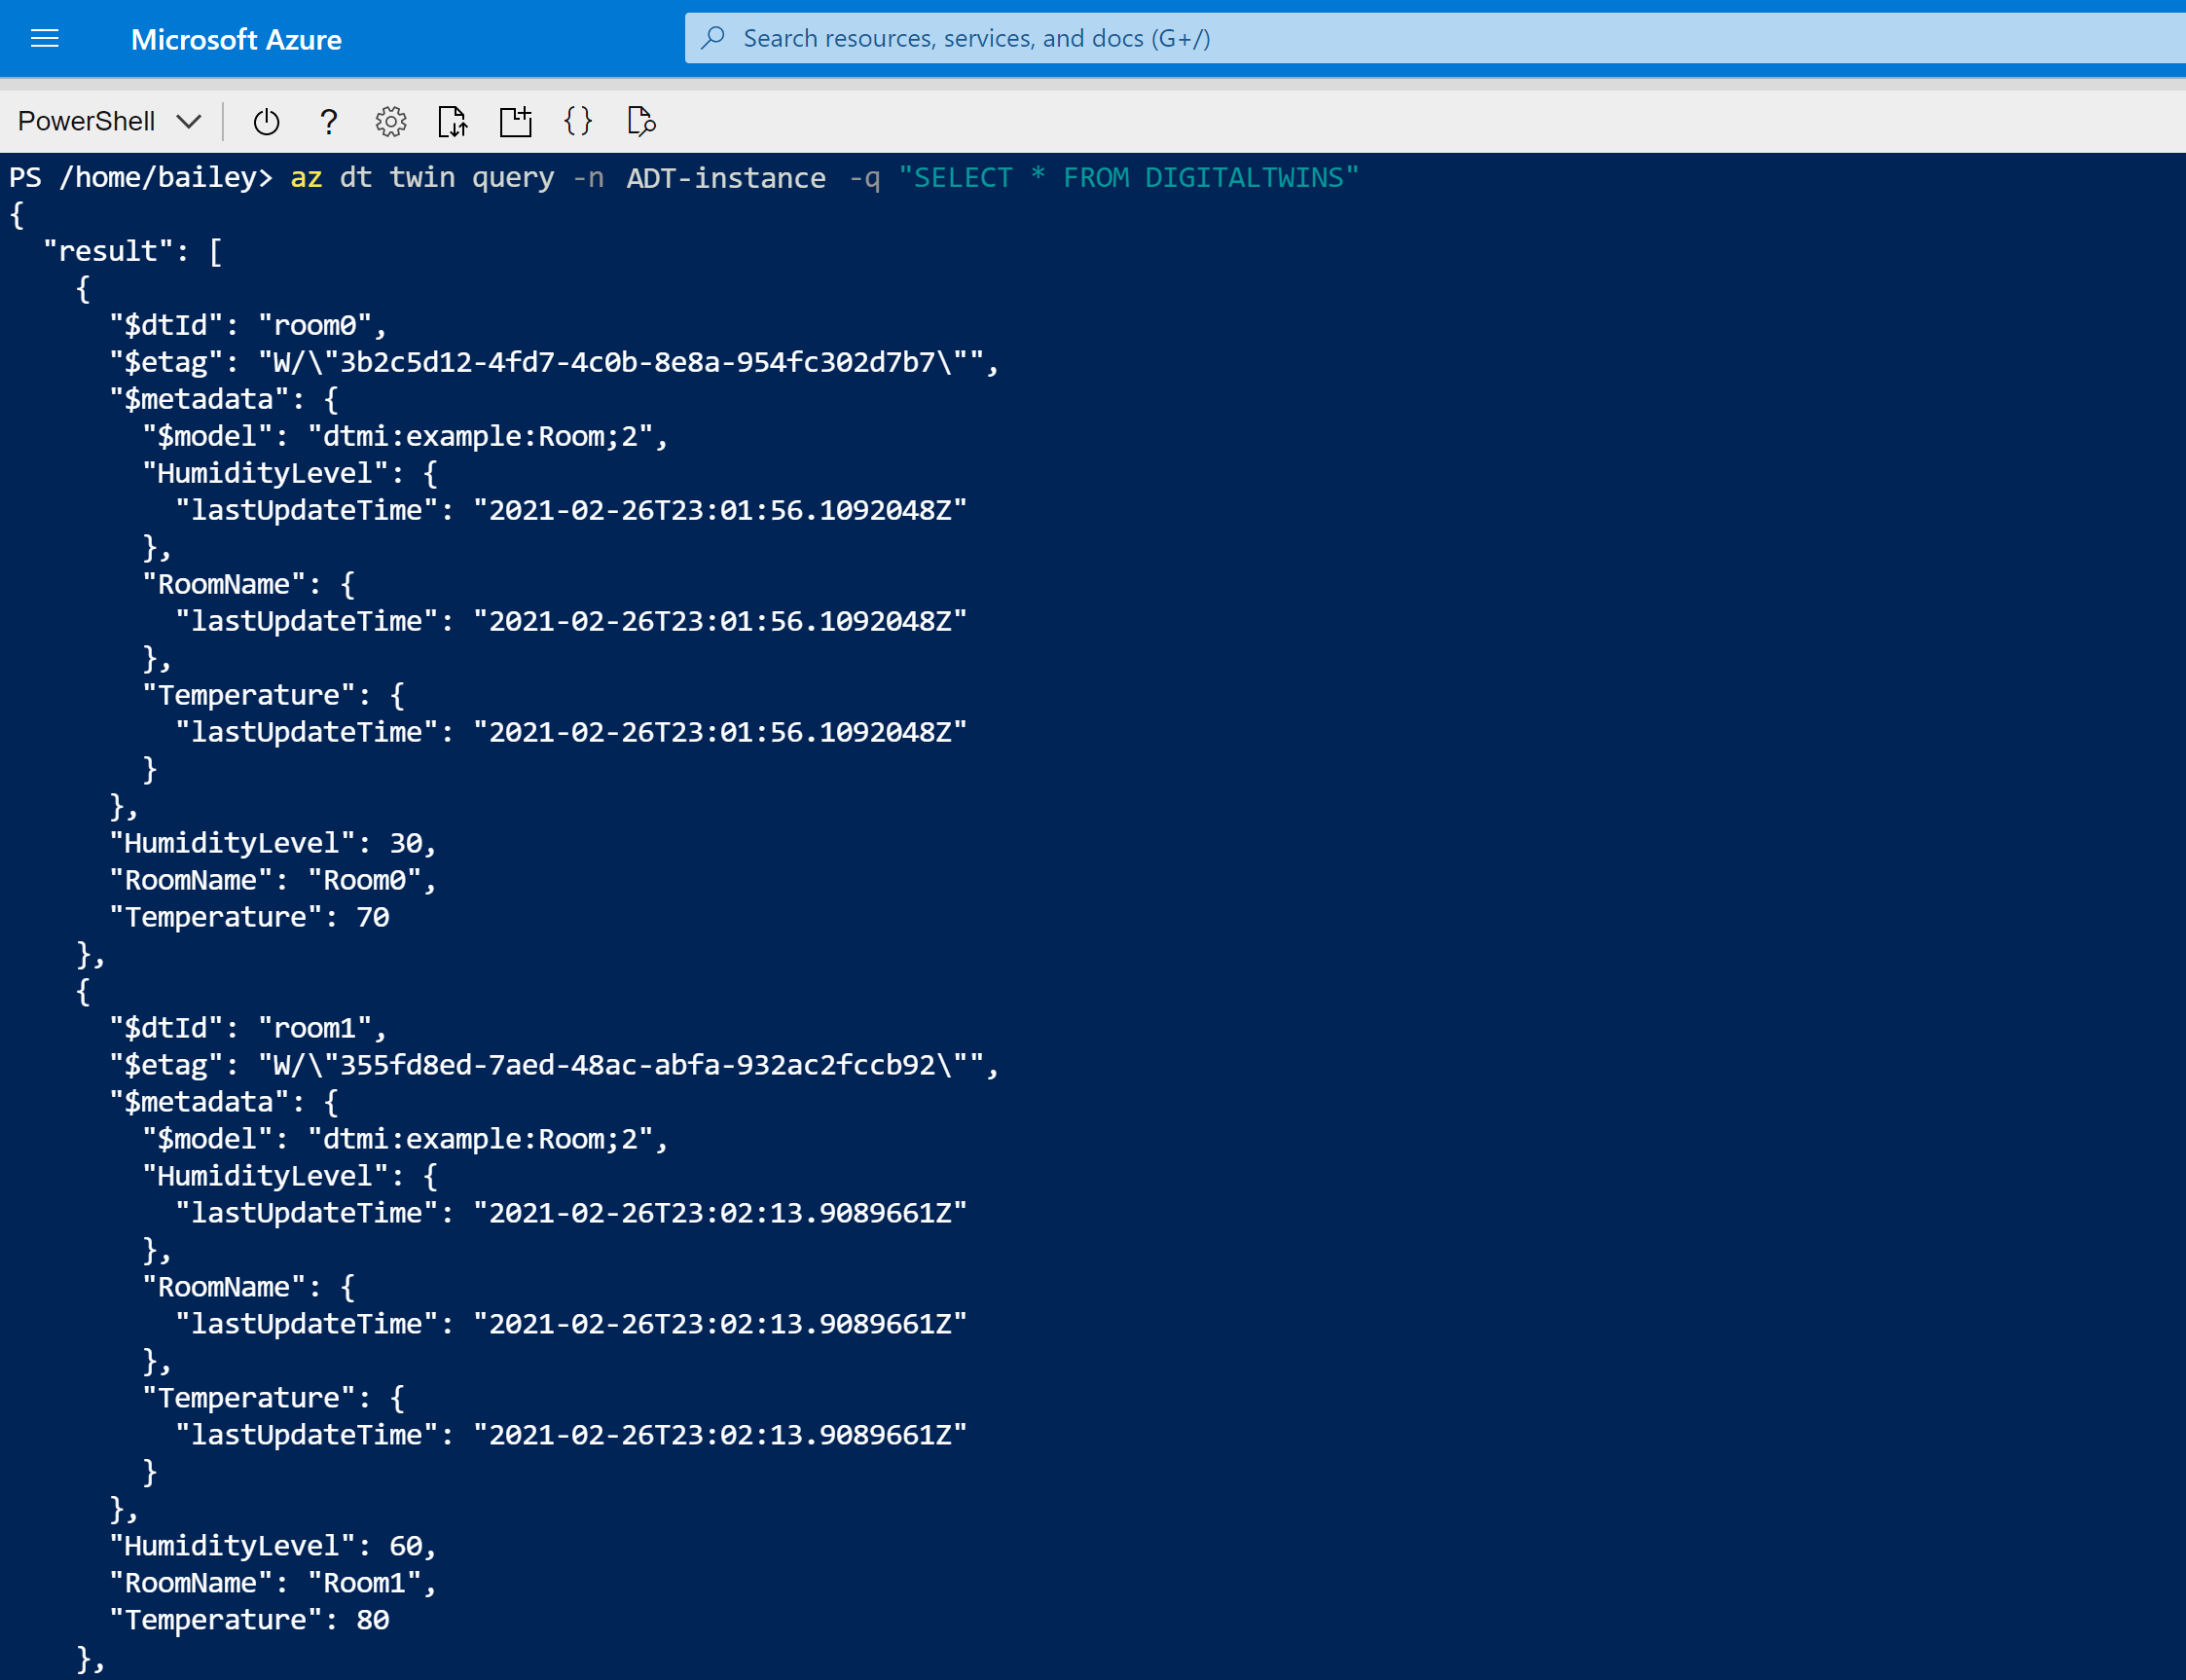 Microsoft Azure
Search resources, services, and docs (G+/)
PowerShell
PS /home/bailey> az dt twin query -n ADT-instance -q "SELECT * FROM DIGITALTWINS"
{
  "result": [
    {
      "$dtId": "room0",
      "$etag": "W/\"3b2c5d12-4fd7-4c0b-8e8a-954fc302d7b7\"",
      "$metadata": {
        "$model": "dtmi:example:Room;2",
        "HumidityLevel": {
          "lastUpdateTime": "2021-02-26T23:01:56.1092048Z"
        },
        "RoomName": {
          "lastUpdateTime": "2021-02-26T23:01:56.1092048Z"
        },
        "Temperature": {
          "lastUpdateTime": "2021-02-26T23:01:56.1092048Z"
        }
      },
      "HumidityLevel": 30,
      "RoomName": "Room0",
      "Temperature": 70
    },
    {
      "$dtId": "room1",
      "$etag": "W/\"355fd8ed-7aed-48ac-abfa-932ac2fccb92\"",
      "$metadata": {
        "$model": "dtmi:example:Room;2",
        "HumidityLevel": {
          "lastUpdateTime": "2021-02-26T23:02:13.9089661Z"
        },
        "RoomName": {
          "lastUpdateTime": "2021-02-26T23:02:13.9089661Z"
        },
        "Temperature": {
          "lastUpdateTime": "2021-02-26T23:02:13.9089661Z"
        }
      },
      "HumidityLevel": 60,
      "RoomName": "Room1",
      "Temperature": 80
    },